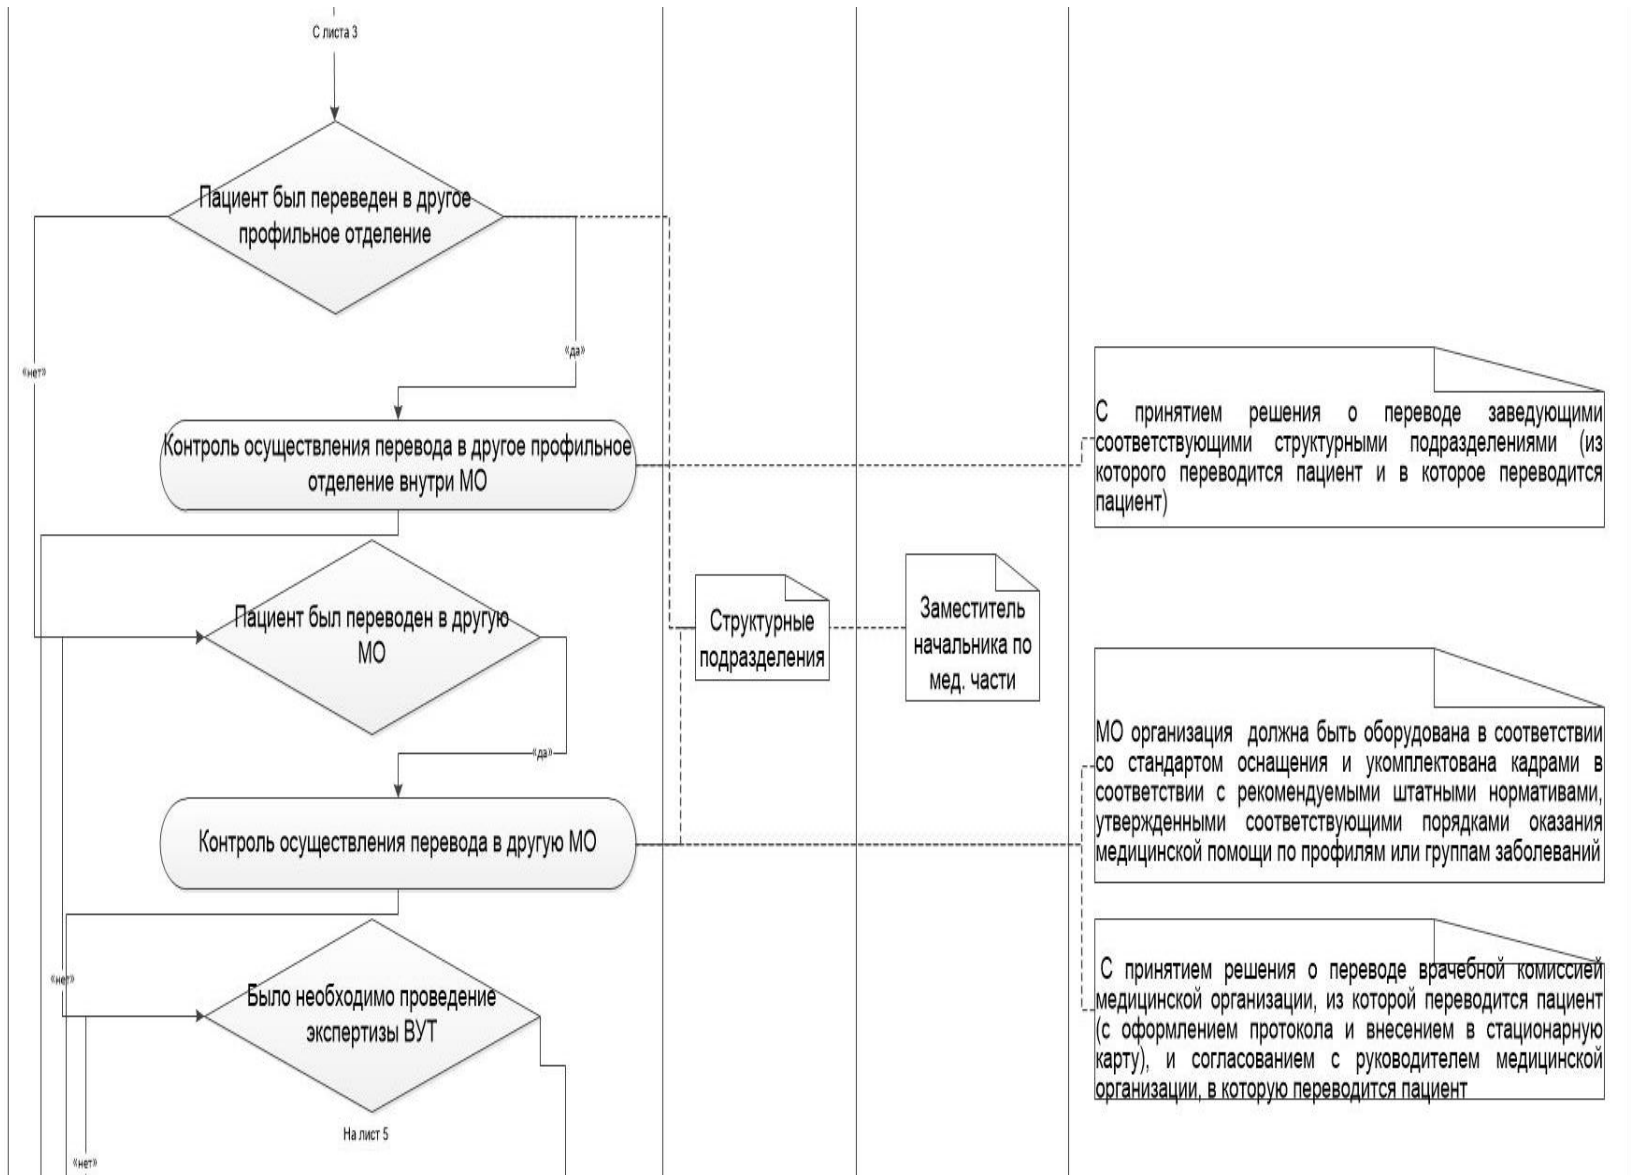 С листа 3
Пациент был переведен в другое
профильное отделение
«да»
«нет»
Контроль осуществления перевода в другое профильное
отделение внутри МО
С принятием решения о переводе заведующими
соответствующими структурными подразделениями (из
которого переводится пациент и в которое переводится
пациент)
Пациент был переводен в другую
МО
Структурные
подразделения
Заместитель
начальника по
мед. части
«да»
МО организация должна быть оборудована в соответствии
со стандартом оснащения и укомплектована кадрами в
соответствии с рекомендуемыми штатными нормативами,
утвержденными соответствующими порядками оказания
медицинской помощи по профилям или группам заболеваний
Контроль осуществления перевода в другую МО
«нет»
Было необходимо проведение
экспертизы ВУТ
С принятием решения о переводе врачебной комиссией
медицинской организации, из которой переводится пациент
(с оформлением протокола и внесением в стационарную
карту), и согласованием с руководителем медицинской
организации, в которую переводится пациент
На лист 5
«нет»